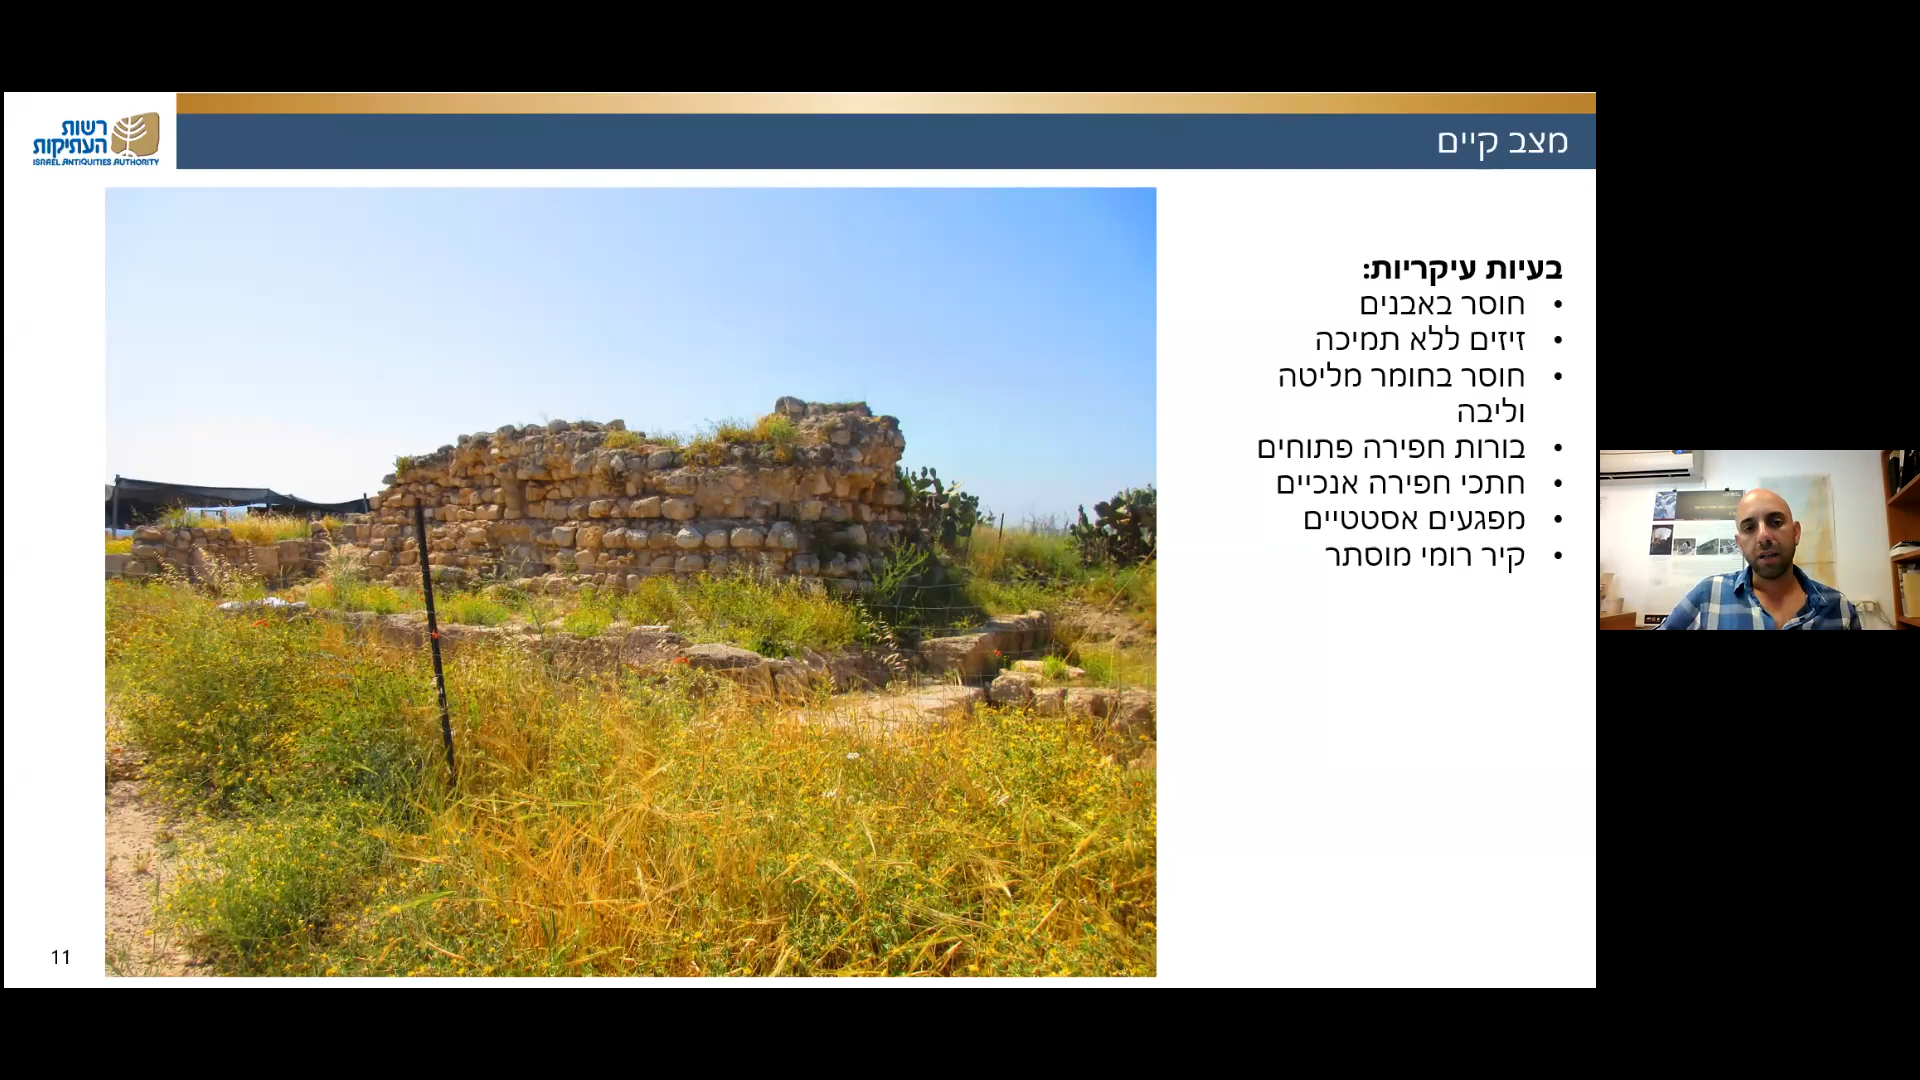 רשות
העתיקות
ISRAEL ANTIQUITIES AUTHORITY
מצב קיים
בעיות עיקריות:
• חוסר באבנים
• זיזים ללא תמיכה
• חוסר בחומר מליטה
וליבה
• בורות חפירה פתוחים
• חתכי חפירה אנכיים
• מפגעים אסטטיים
• קיר רומי מוסתר
11